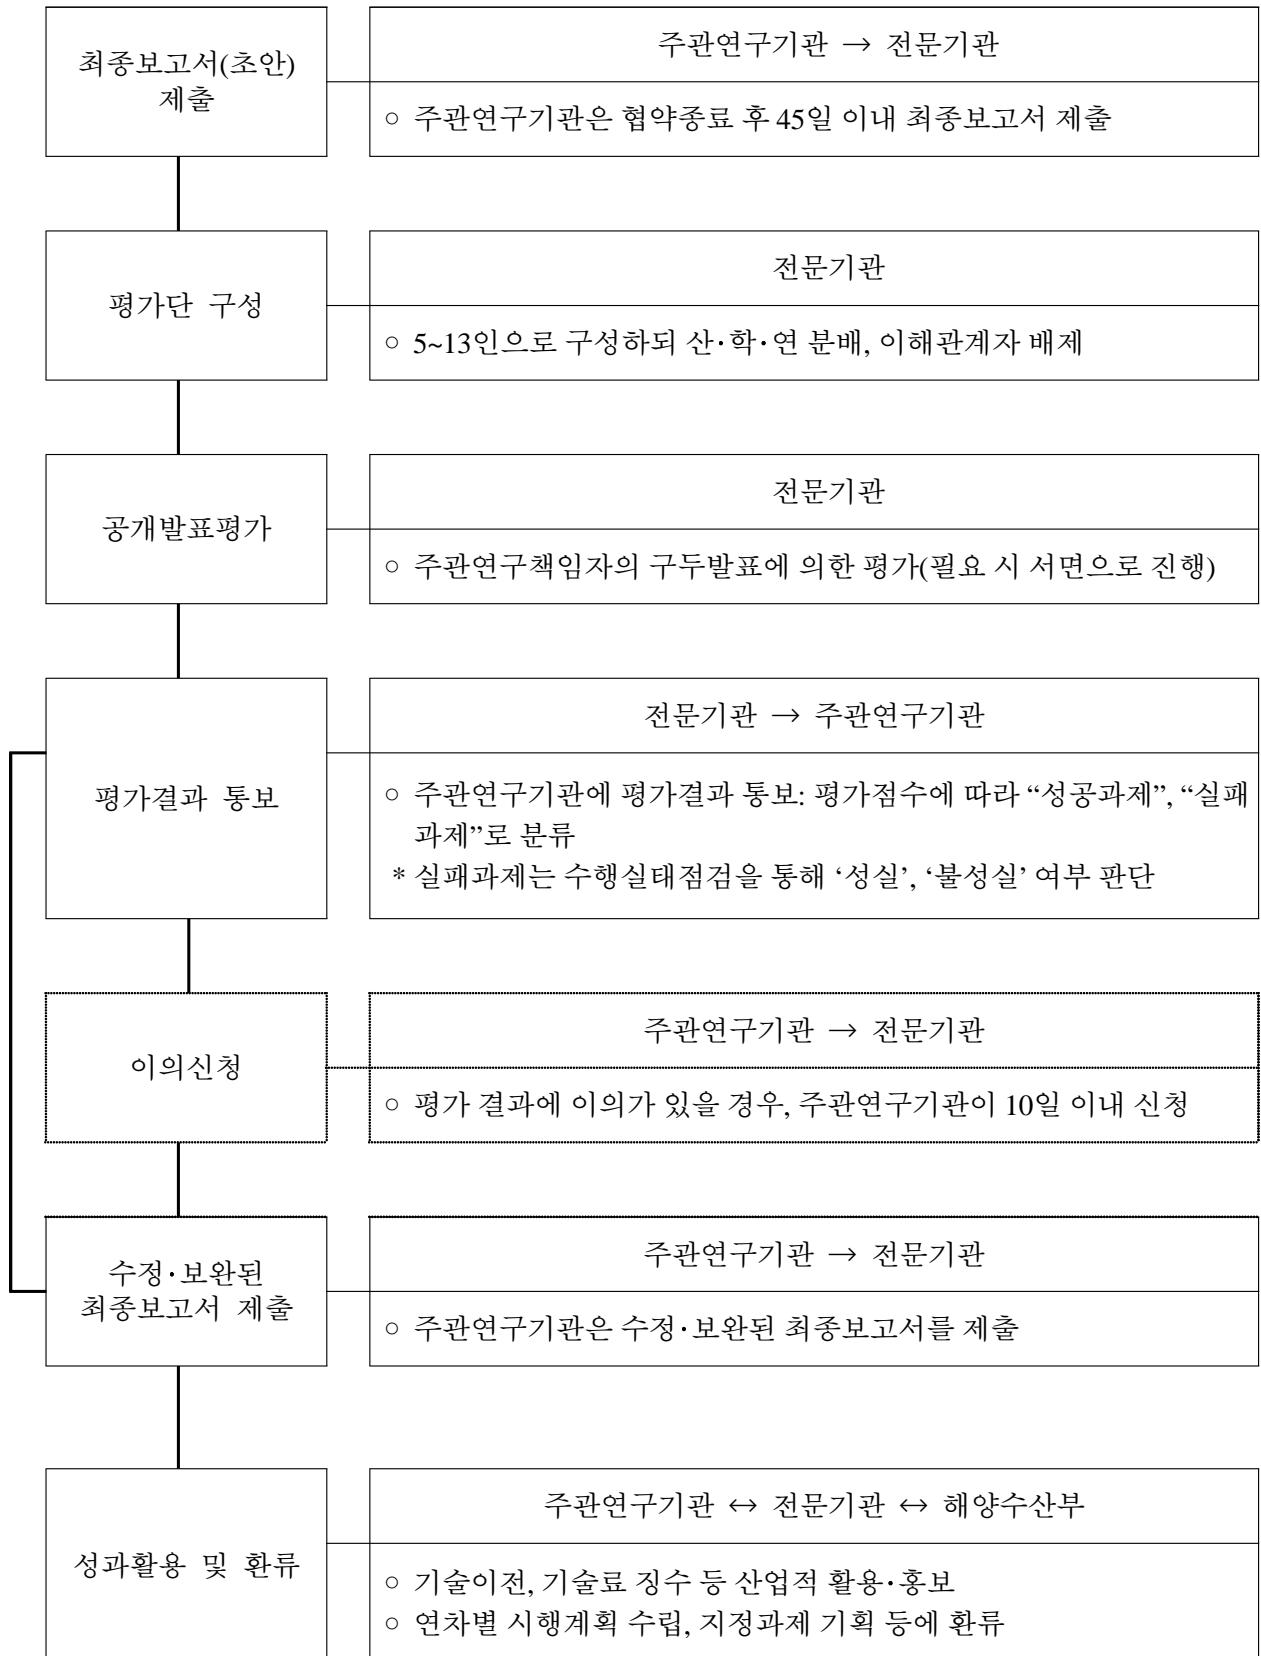 최종보고서(초안)
제출
주관연구기관 → 전문기관
○ 주관연구기관은 협약종료 후 45일 이내 최종보고서 제출
평가단 구성
전문기관
○ 5~13인으로 구성하되 산·학·연 분배, 이해관계자 배제
공개발표평가
전문기관
○ 주관연구책임자의 구두발표에 의한 평가(필요 시 서면으로 진행)
평가결과 통보
전문기관 → 주관연구기관
○ 주관연구기관에 평가결과 통보: 평가점수에 따라 “성공과제”, “실패
과제”로 분류
* 실패과제는 수행실태점검을 통해 ‘성실’, ‘불성실’ 여부 판단
이의신청
주관연구기관 → 전문기관
○ 평가 결과에 이의가 있을 경우, 주관연구기관이 10일 이내 신청
수정·보완된
최종보고서 제출
주관연구기관 → 전문기관
○ 주관연구기관은 수정·보완된 최종보고서를 제출
성과활용 및 환류
주관연구기관 ↔ 전문기관 ↔ 해양수산부
○ 기술이전, 기술료 징수 등 산업적 활용·홍보
○ 연차별 시행계획 수립, 지정과제 기획 등에 환류